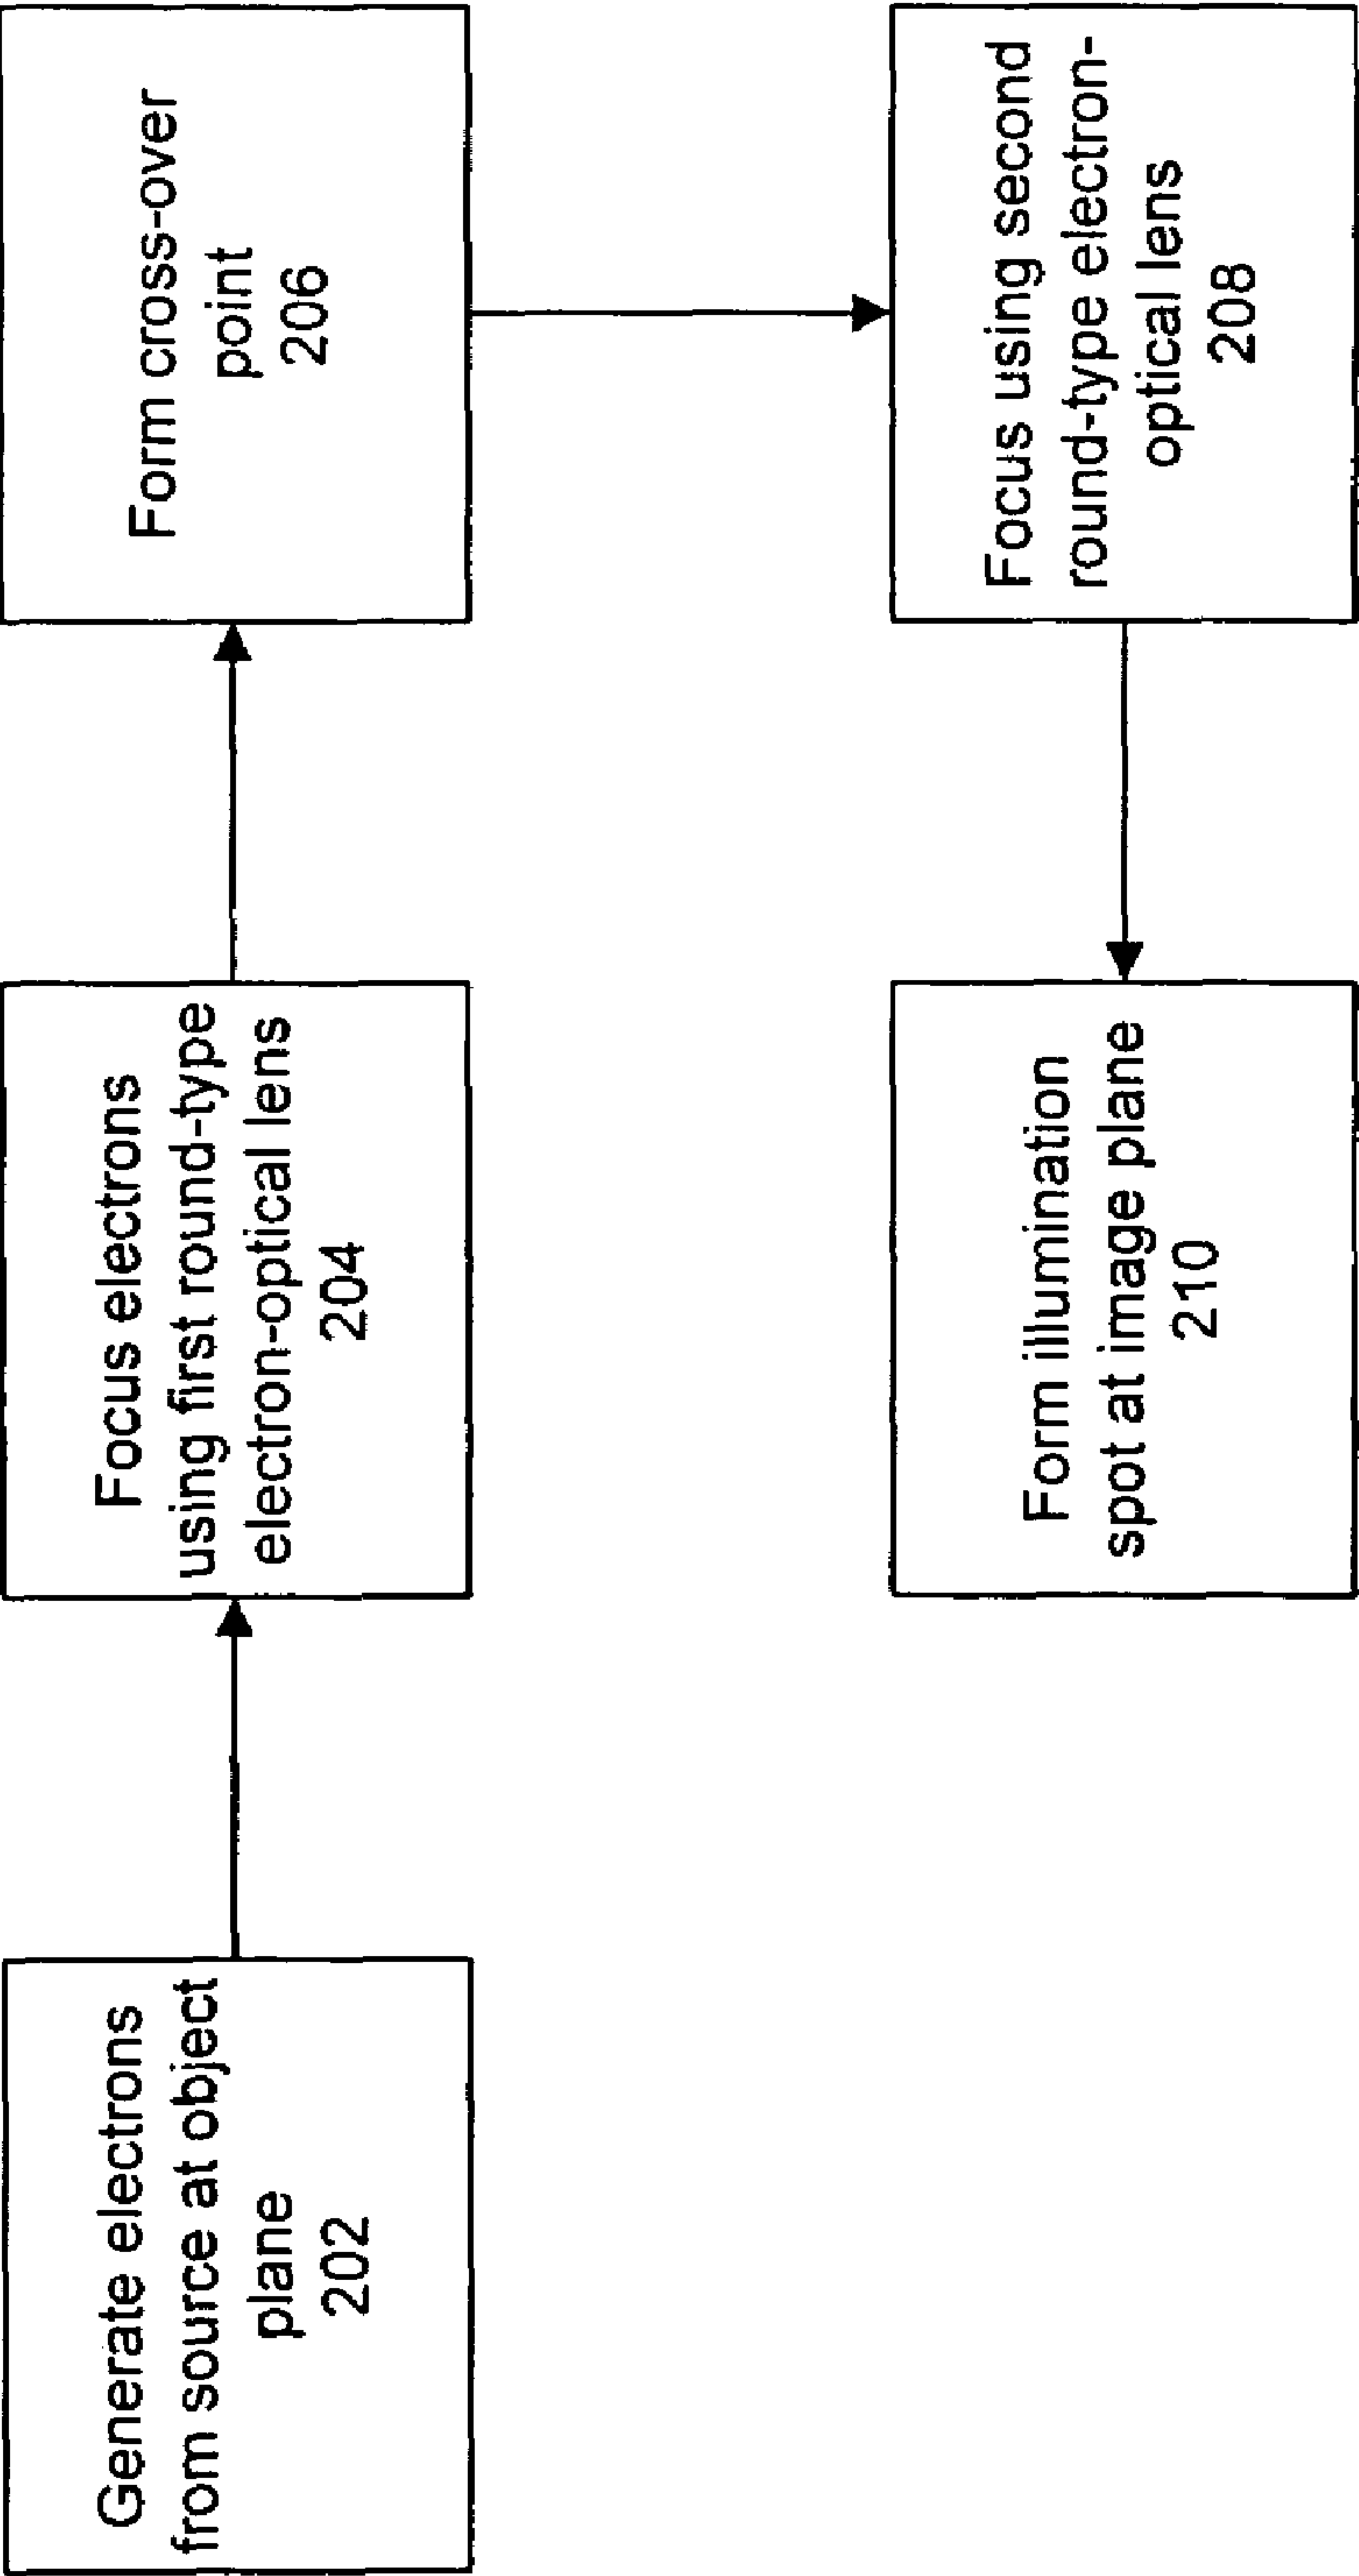 Generate electrons
from source at object
plane
202
Focus electrons
using first round-type
electron-optical lens
204
Form cross-over
point
206
Focus using second
round-type electron-
optical lens
208
Form illumination
spot at image plane
210